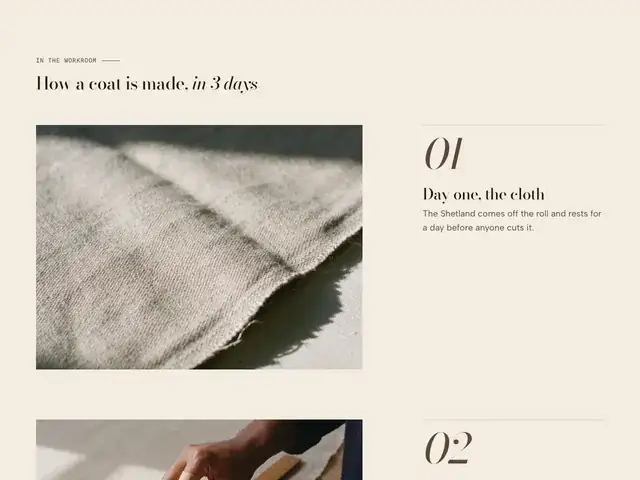 IN THE WORKROOM
How a coat is made, in 3 days
01
Day one, the cloth
The Shetland comes off the roll and rests for
a day before anyone cuts it.
02